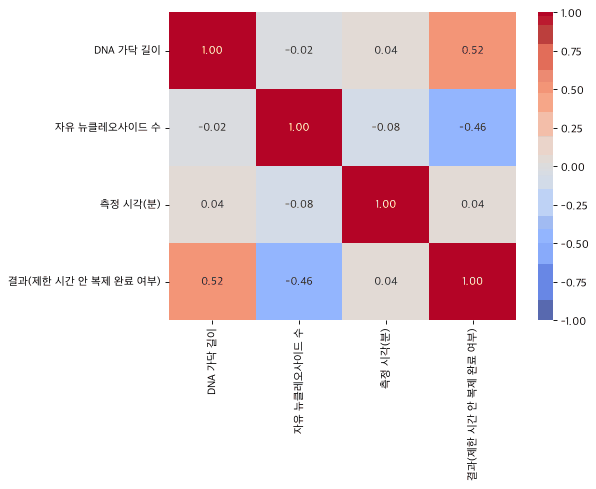 DNA 가닥 길이
1.00 -0.02 0.04 0.52
자유 뉴클레오사이드 수
-0.02 1.00 -0.08 -0.46
측정 시각(분)
0.04 -0.08 1.00 0.04
결과(제한 시간 안 복제 완료 여부)
0.52 -0.46 0.04 1.00
DNA 가닥 길이
자유 뉴클레오사이드 수
측정 시각(분)
결과(제한 시간 안 복제 완료 여부)
1.00
0.75
0.50
0.25
0.00
-0.25
-0.50
-0.75
-1.00